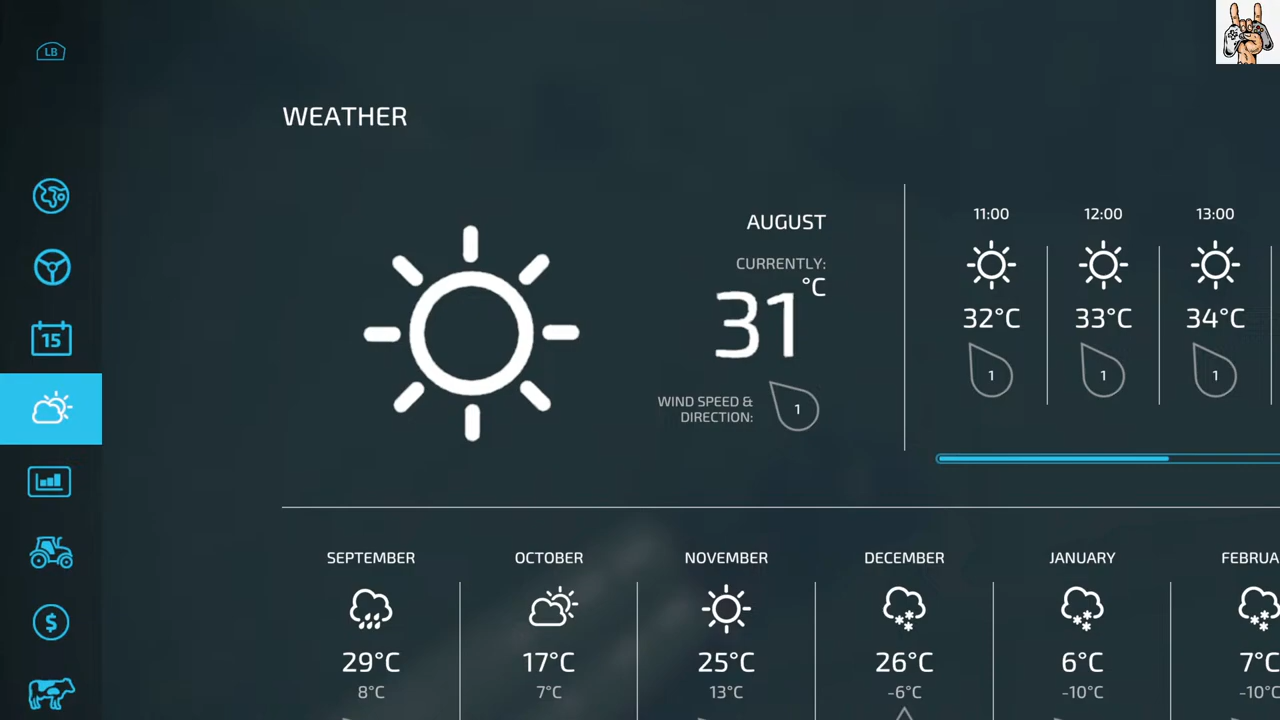 LB
WEATHER
15
AUGUST
CURRENTLY:
31°C
WIND SPEED &
DIRECTION:
1
11:00 12:00 13:00
32°C 33°C 34°C
1 1 1
$
SEPTEMBER OCTOBER NOVEMBER DECEMBER JANUARY FEBRUA
29°C 17°C 25°C 26°C 6°C 7°C
8°C 7°C 13°C -6°C -10°C -10°C